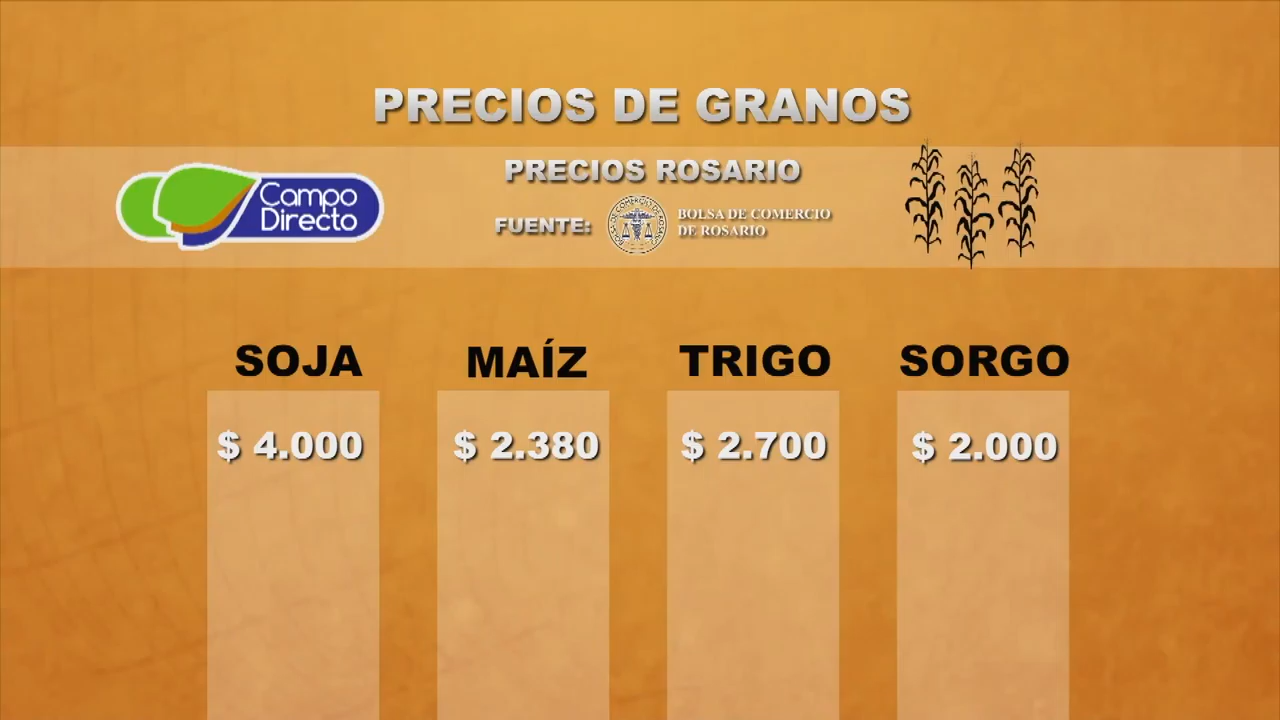 PRECIOS DE GRANOS
PRECIOS ROSARIO
Campo
Directo
FUENTE:
BOLSA DE COMERCIO
DE ROSARIO
SOJA
MAÍZ
TRIGO
SORGO
$ 4.000
$ 2.380
$ 2.700
$ 2.000